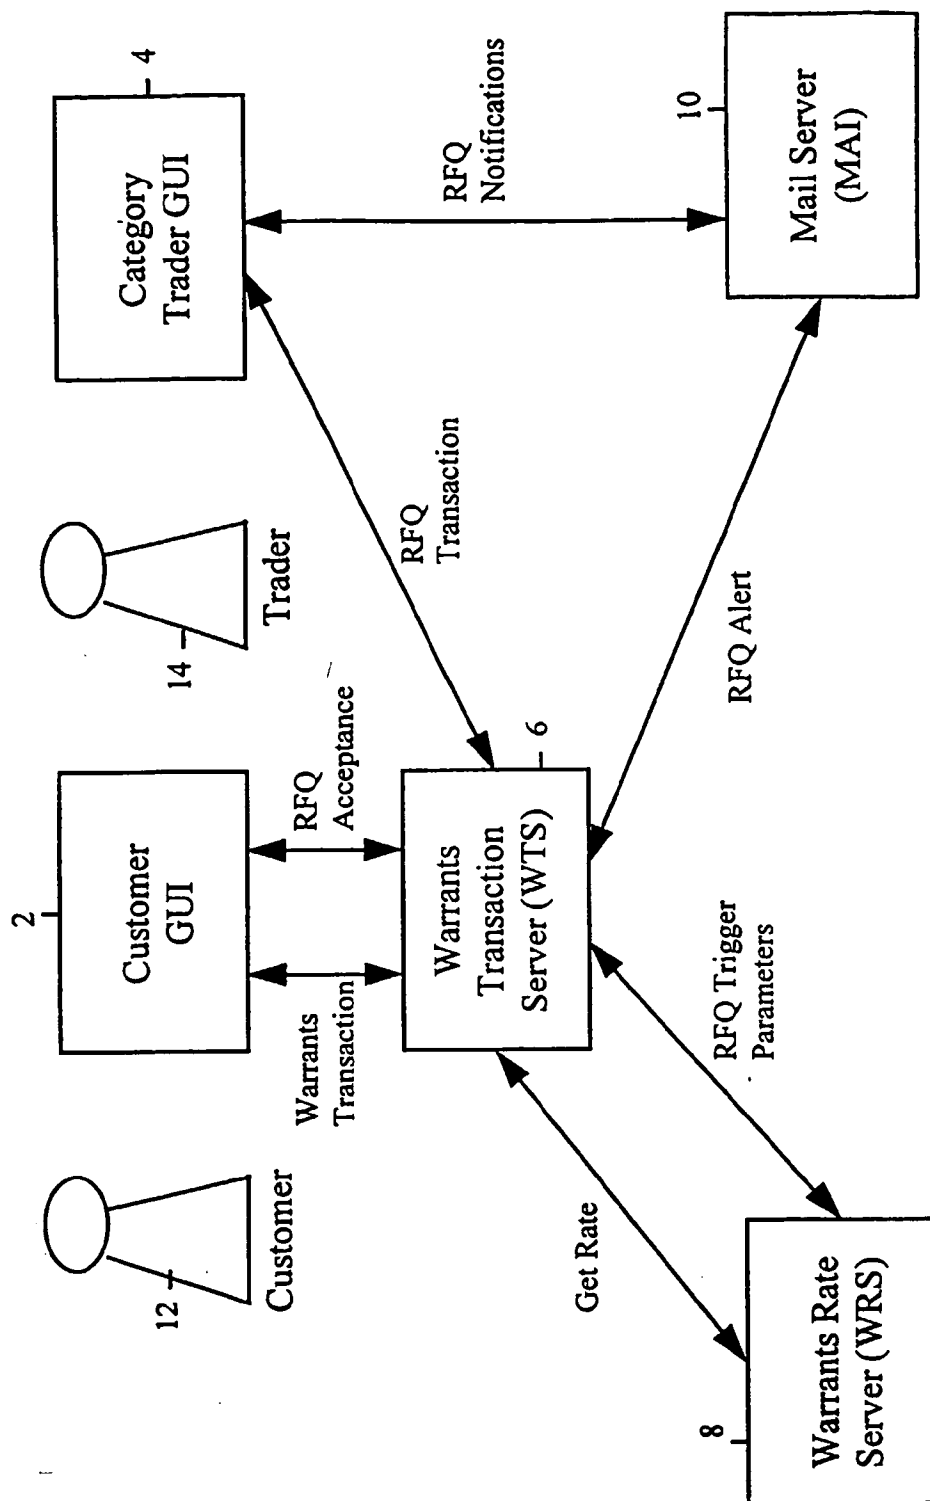 12
Customer
2
Customer
GUI
14
Trader
4
Category
Trader GUI
Warrants
Transaction
RFQ
Acceptance
RFQ
Transaction
RFQ
Notifications
Warrants
Transaction
Server (WTS)
6
Get Rate
RFQ Trigger
Parameters
RFQ Alert
8
Warrants Rate
Server (WRS)
10
Mail Server
(MAI)